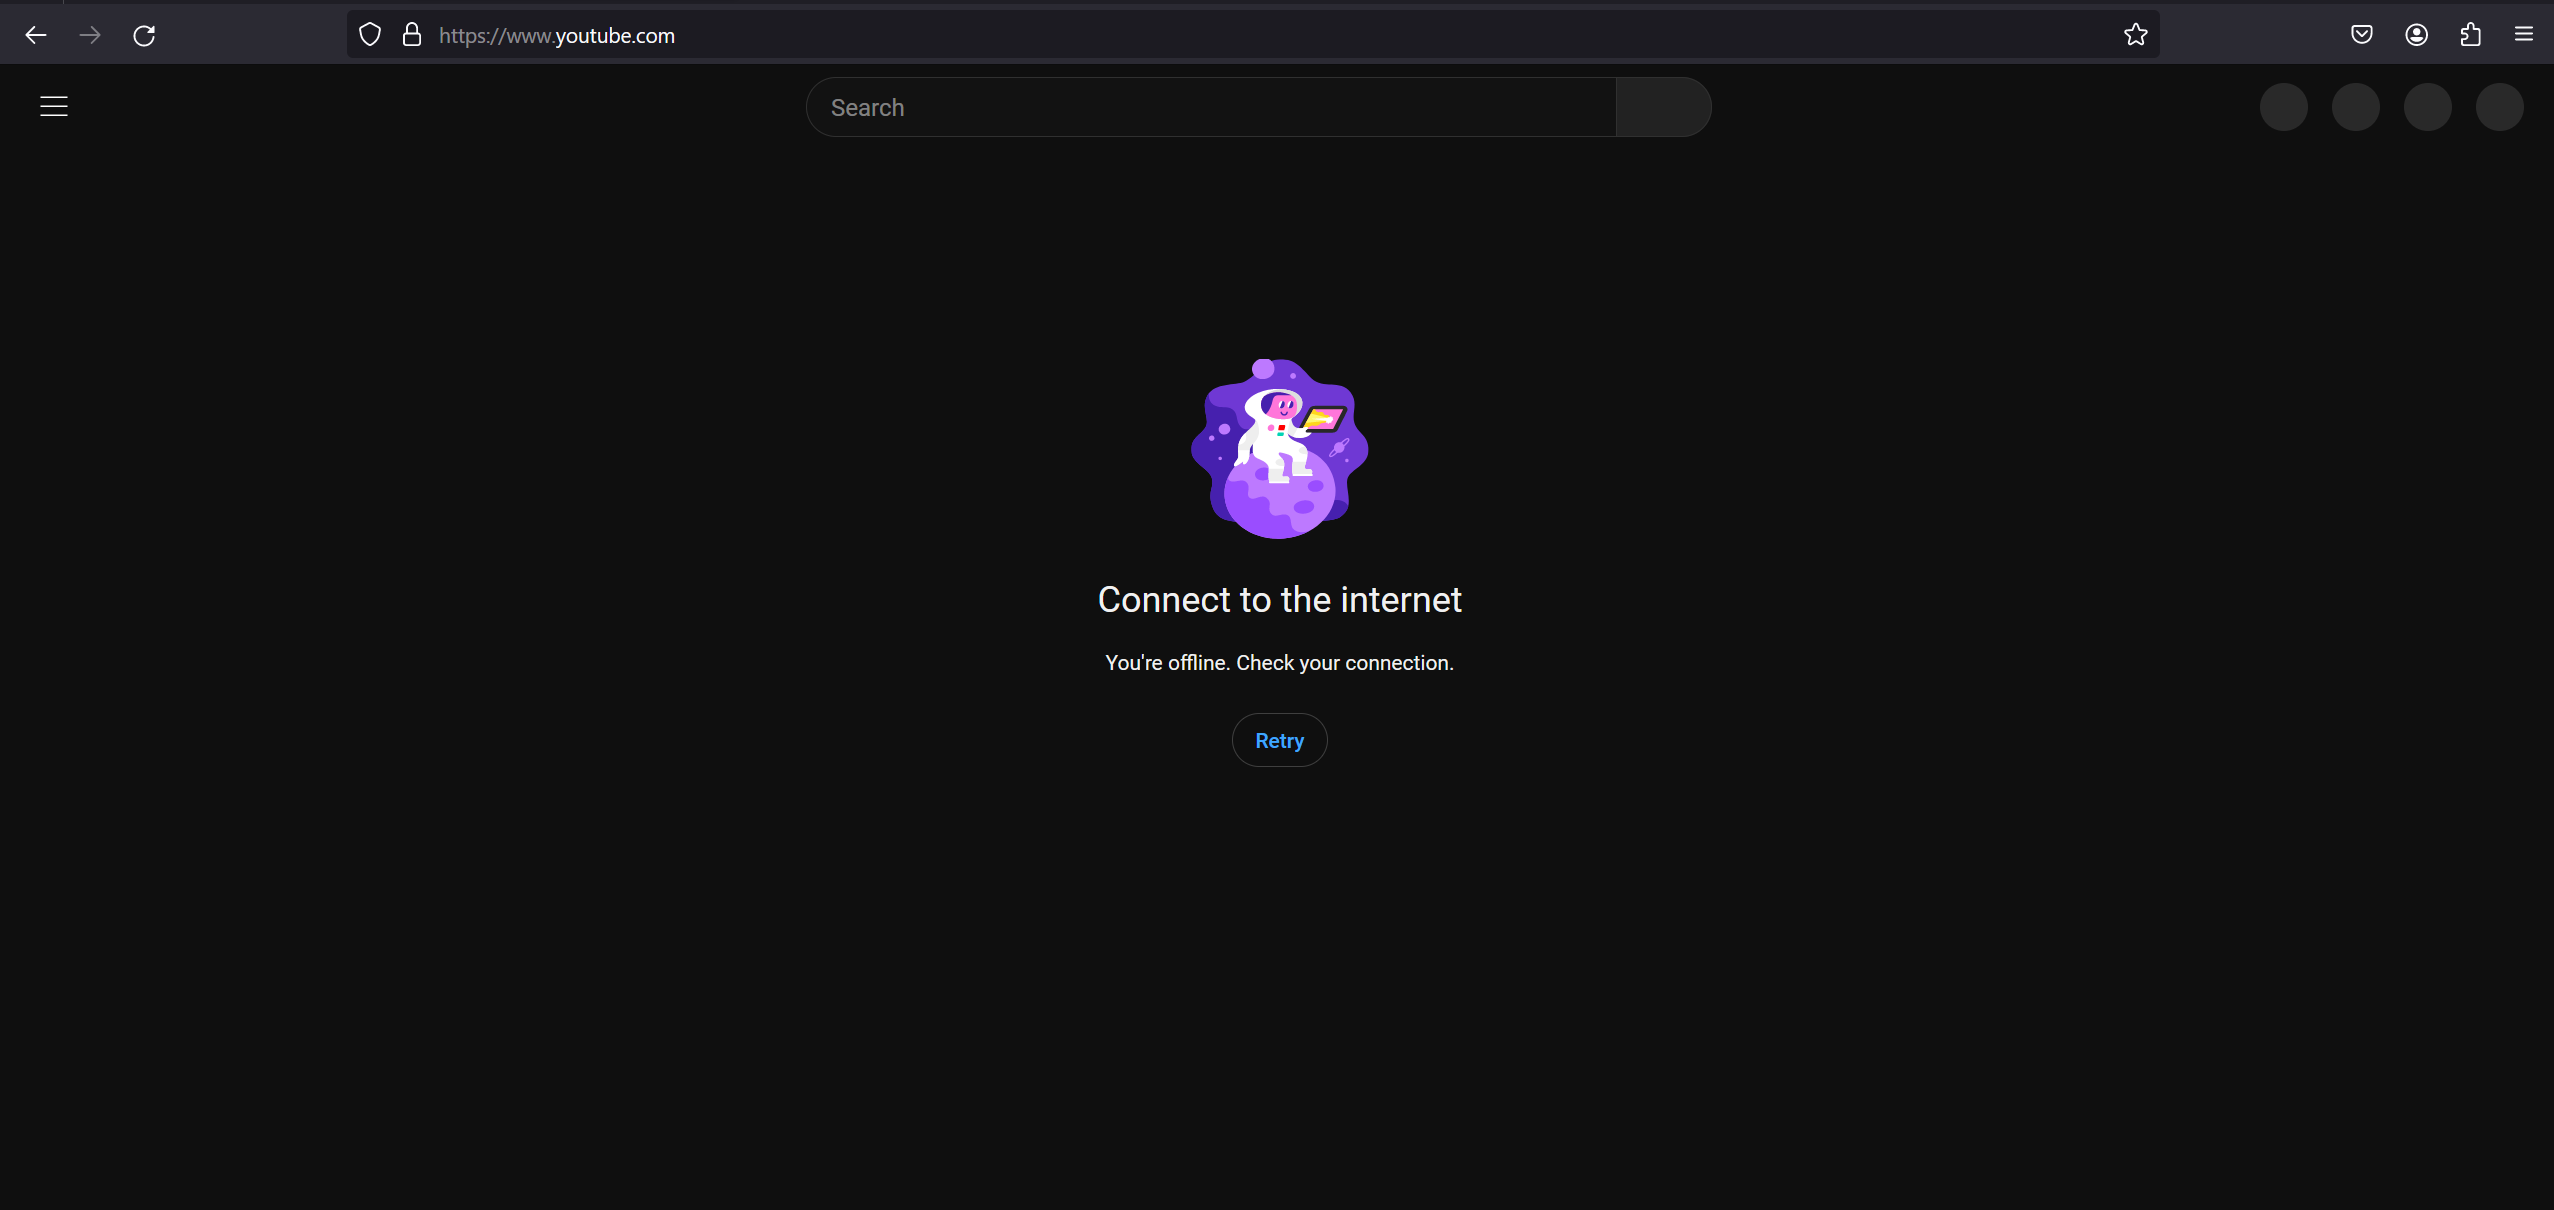 https://www.youtube.com
Search
Connect to the internet
You're offline. Check your connection.
Retry